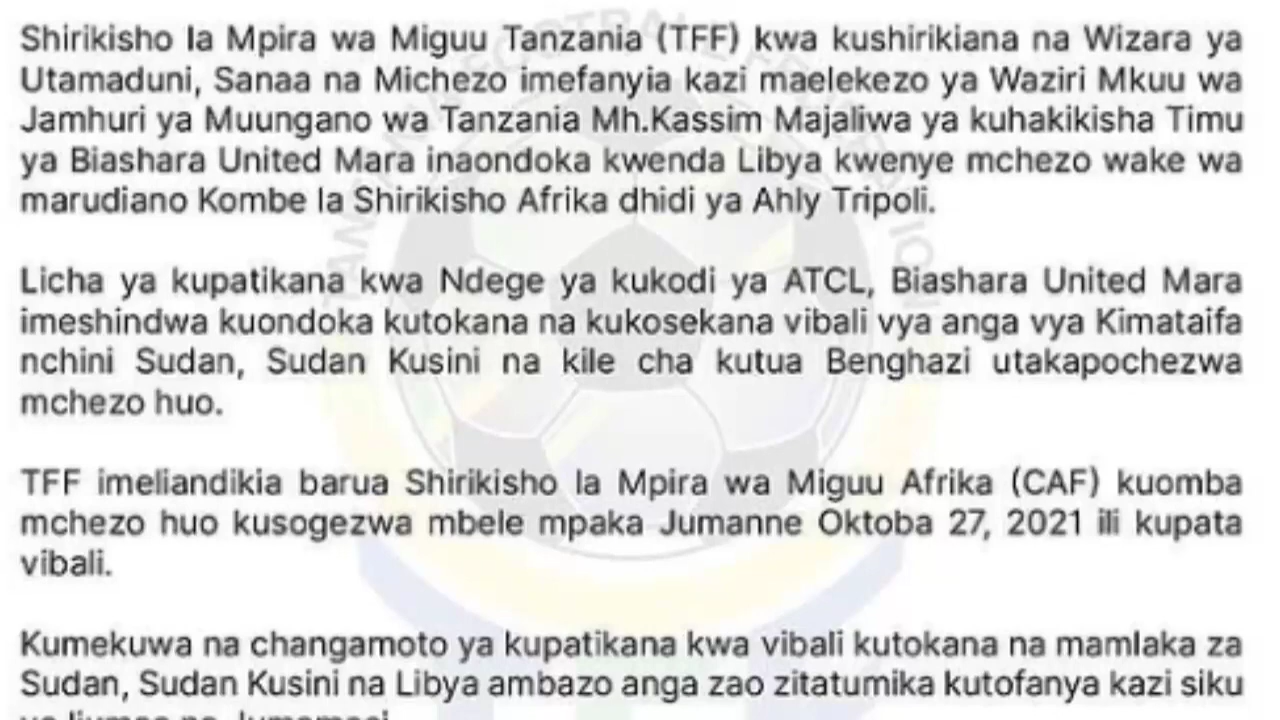 Shirikisho la Mpira wa Miguu Tanzania (TFF) kwa kushirikiana na Wizara ya
Utamaduni, Sanaa na Michezo imefanyia kazi maelekezo ya Waziri Mkuu wa
Jamhuri ya Muungano wa Tanzania Mh.Kassim Majaliwa ya kuhakikisha Timu
ya Biashara United Mara inaondoka kwenda Libya kwenye mchezo wake wa
marudiano Kombe la Shirikisho Afrika dhidi ya Ahly Tripoli.
Licha ya kupatikana kwa Ndege ya kukodi ya ATCL, Biashara United Mara
imeshindwa kuondoka kutokana na kukosekana vibali vya anga vya Kimataifa
nchini Sudan, Sudan Kusini na kile cha kutua Benghazi utakapochezwa
mchezo huo.
TFF imeliandikia barua Shirikisho la Mpira wa Miguu Afrika (CAF) kuomba
mchezo huo kusogezwa mbele mpaka Jumanne Oktoba 27, 2021 ili kupata
vibali.
Kumekuwa na changamoto ya kupatikana kwa vibali kutokana na mamlaka za
Sudan, Sudan Kusini na Libya ambazo anga zao zitatumika kutofanya kazi siku